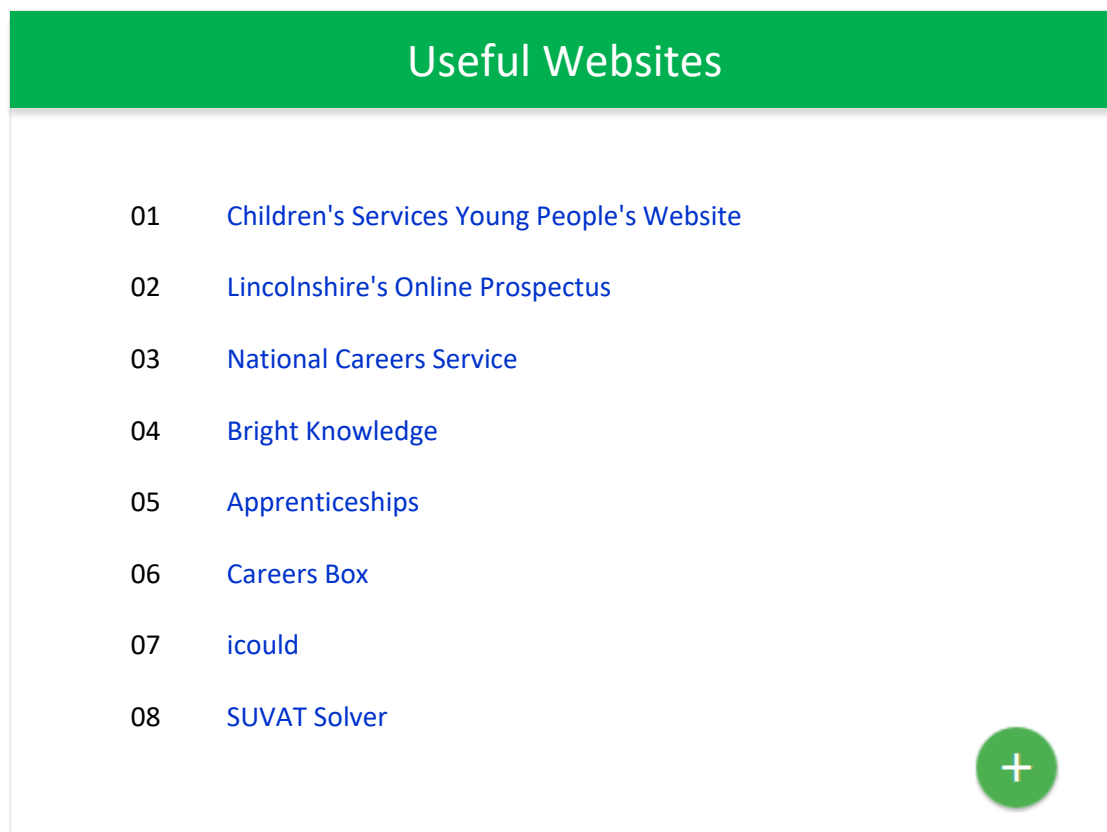 Useful Websites
01 Children's Services Young People's Website
02 Lincolnshire's Online Prospectus
03 National Careers Service
04 Bright Knowledge
05 Apprenticeships
06 Careers Box
07 icould
08 SUVAT Solver
+